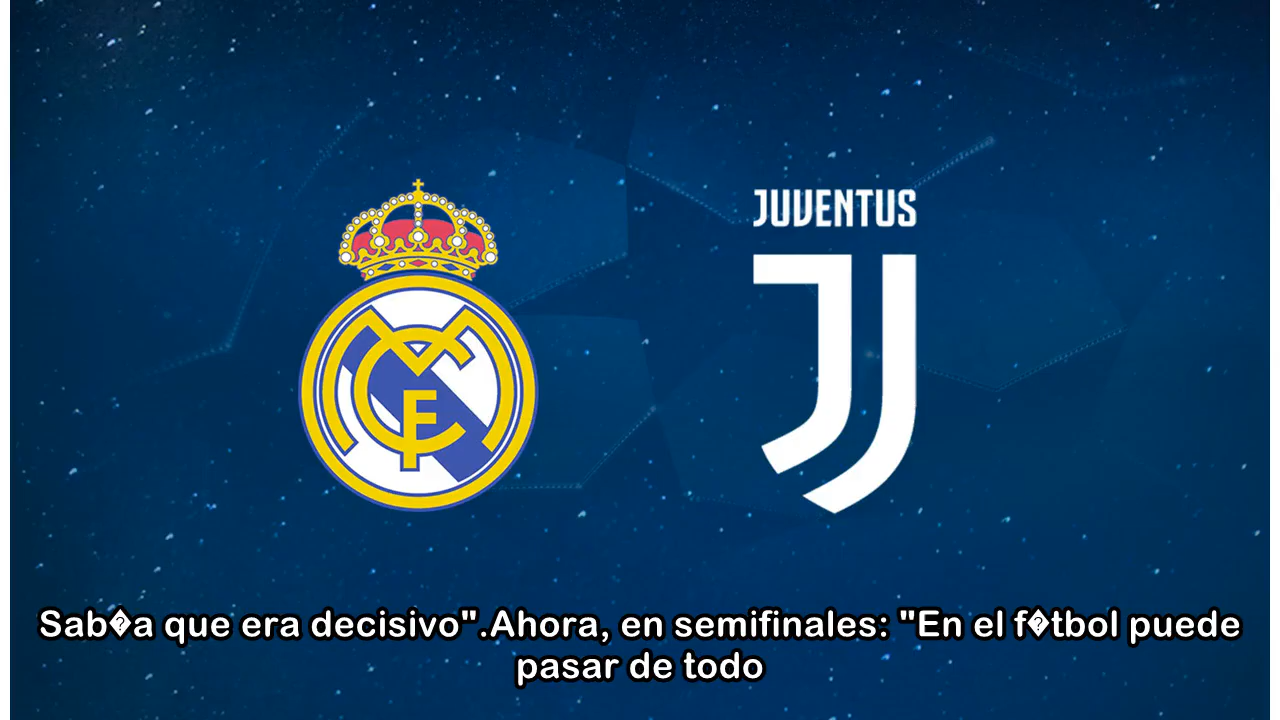 JUVENTUS
Sab�a que era decisivo".Ahora, en semifinales: "En el f�tbol puede
pasar de todo